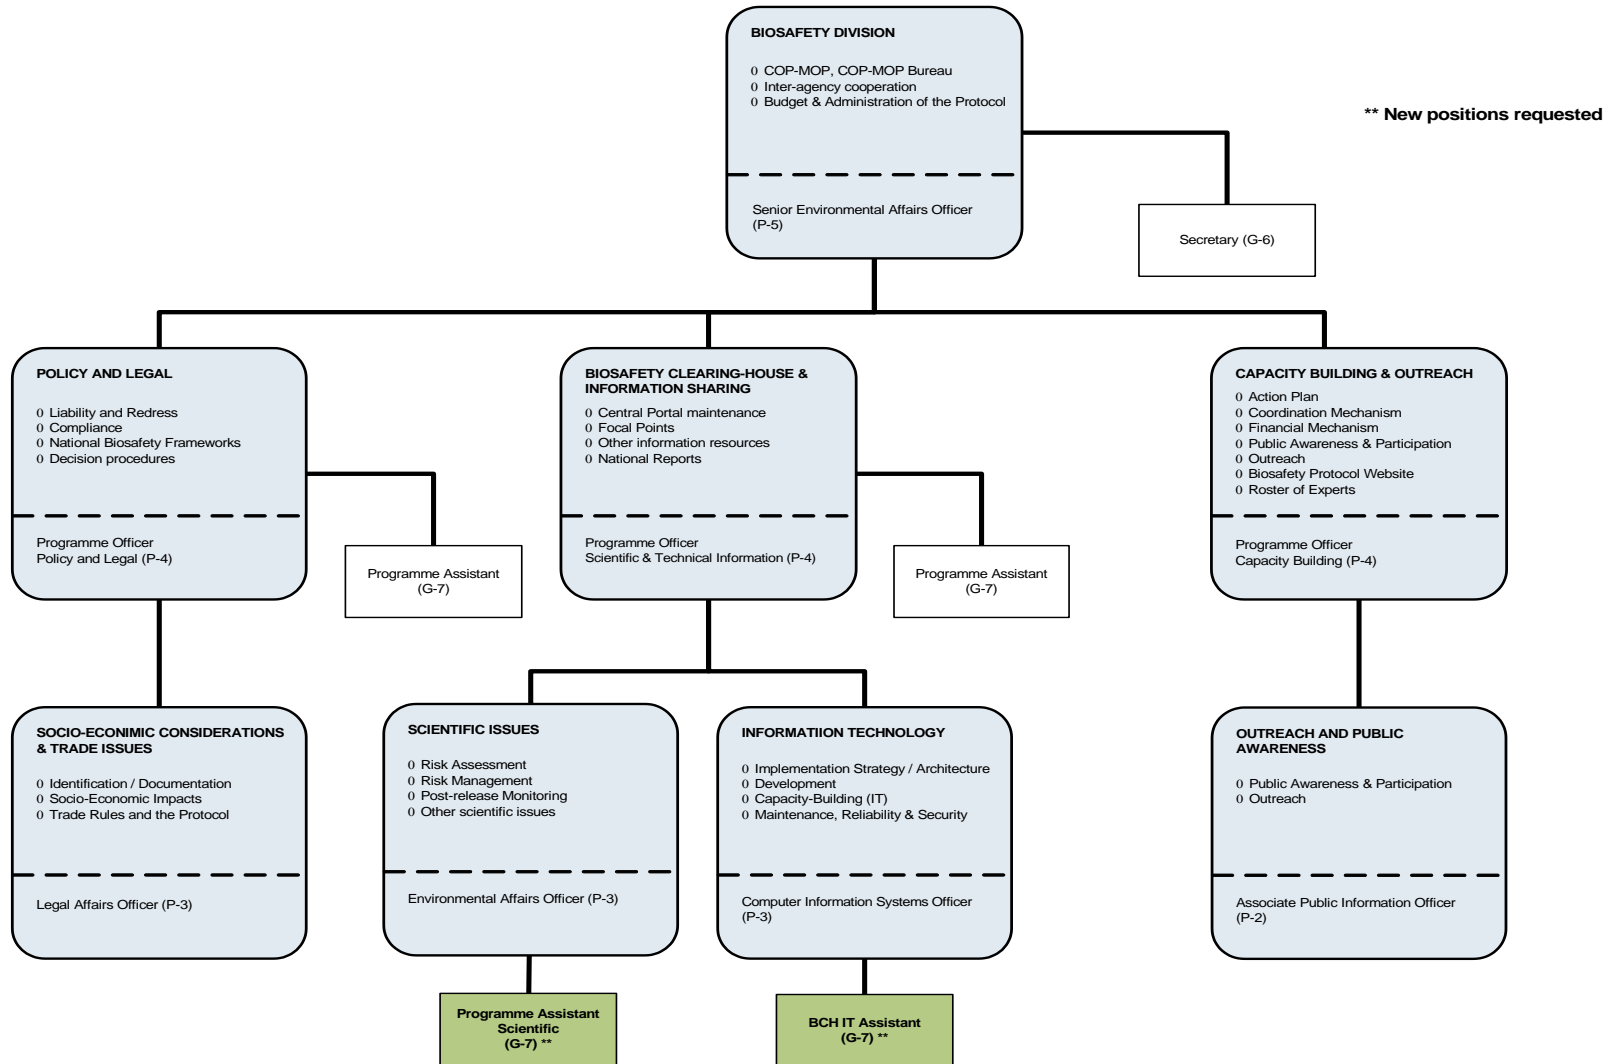 BIOSAFETY DIVISION
0 COP-MOP, COP-MOP Bureau
0 Inter-agency cooperation
0 Budget & Administration of the Protocol
Senior Environmental Affairs Officer
(P-5)
** New positions requested
Secretary (G-6)
POLICY AND LEGAL
0 Liability and Redress
0 Compliance
0 National Biosafety Frameworks
0 Decision procedures
Programme Officer
Policy and Legal (P-4)
Programme Assistant
(G-7)
BIOSAFETY CLEARING-HOUSE &
INFORMATION SHARING
0 Central Portal maintenance
0 Focal Points
0 Other information resources
0 National Reports
Programme Officer
Scientific & Technical Information (P-4)
Programme Assistant
(G-7)
CAPACITY BUILDING & OUTREACH
0 Action Plan
0 Coordination Mechanism
0 Financial Mechanism
0 Public Awareness & Participation
0 Outreach
0 Biosafety Protocol Website
0 Roster of Experts
Programme Officer
Capacity Building (P-4)
SOCIO-ECONIMIC CONSIDERATIONS
& TRADE ISSUES
0 Identification / Documentation
0 Socio-Economic Impacts
0 Trade Rules and the Protocol
Legal Affairs Officer (P-3)
SCIENTIFIC ISSUES
0 Risk Assessment
0 Risk Management
0 Post-release Monitoring
0 Other scientific issues
Environmental Affairs Officer (P-3)
INFORMATIION TECHNOLOGY
0 Implementation Strategy / Architecture
0 Development
0 Capacity-Building (IT)
0 Maintenance, Reliability & Security
Computer Information Systems Officer
(P-3)
OUTREACH AND PUBLIC
AWARENESS
0 Public Awareness & Participation
0 Outreach
Associate Public Information Officer
(P-2)
Programme Assistant
Scientific
(G-7) **
BCH IT Assistant
(G-7) **